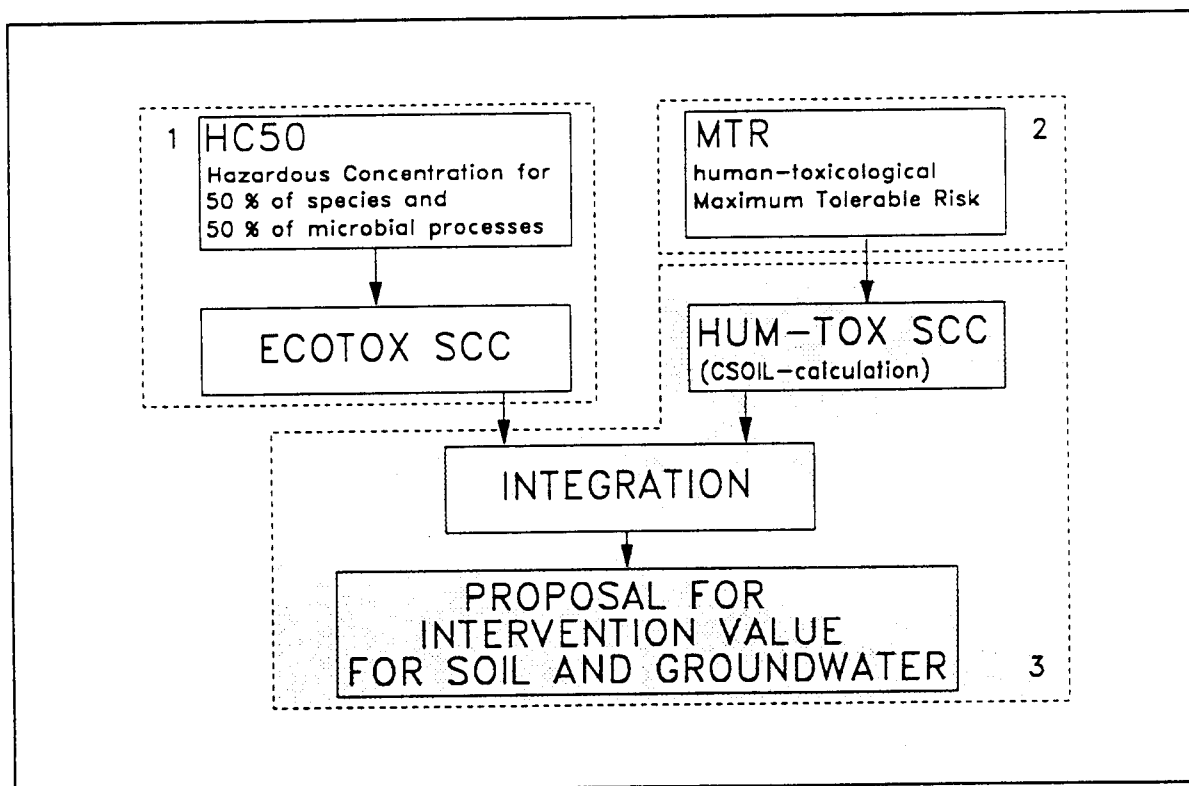 1
HC50
Hazardous Concentration for
50 % of species and
50 % of microbial processes
ECOTOX SCC
MTR
2
human-toxicological
Maximum Tolerable Risk
HUM-TOX SCC
(CSOIL-calculation)
INTEGRATION
PROPOSAL FOR
INTERVENTION VALUE
FOR SOIL AND GROUNDWATER
3